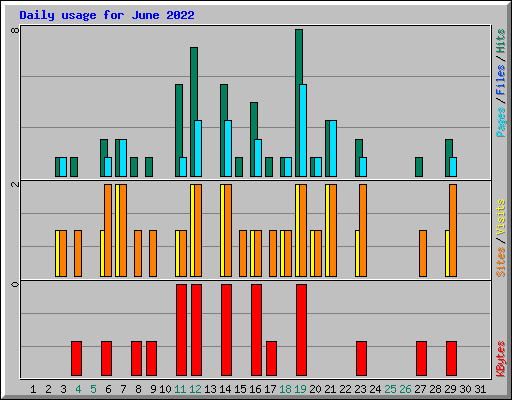 Daily usage for June 2022
8
2
0
Pages / Files / Hits
Sites / Visits
KBytes
1 2 3 4 5 6 7 8 9 10 11 12 13 14 15 16 17 18 19 20 21 22 23 24 25 26 27 28 29 30 31